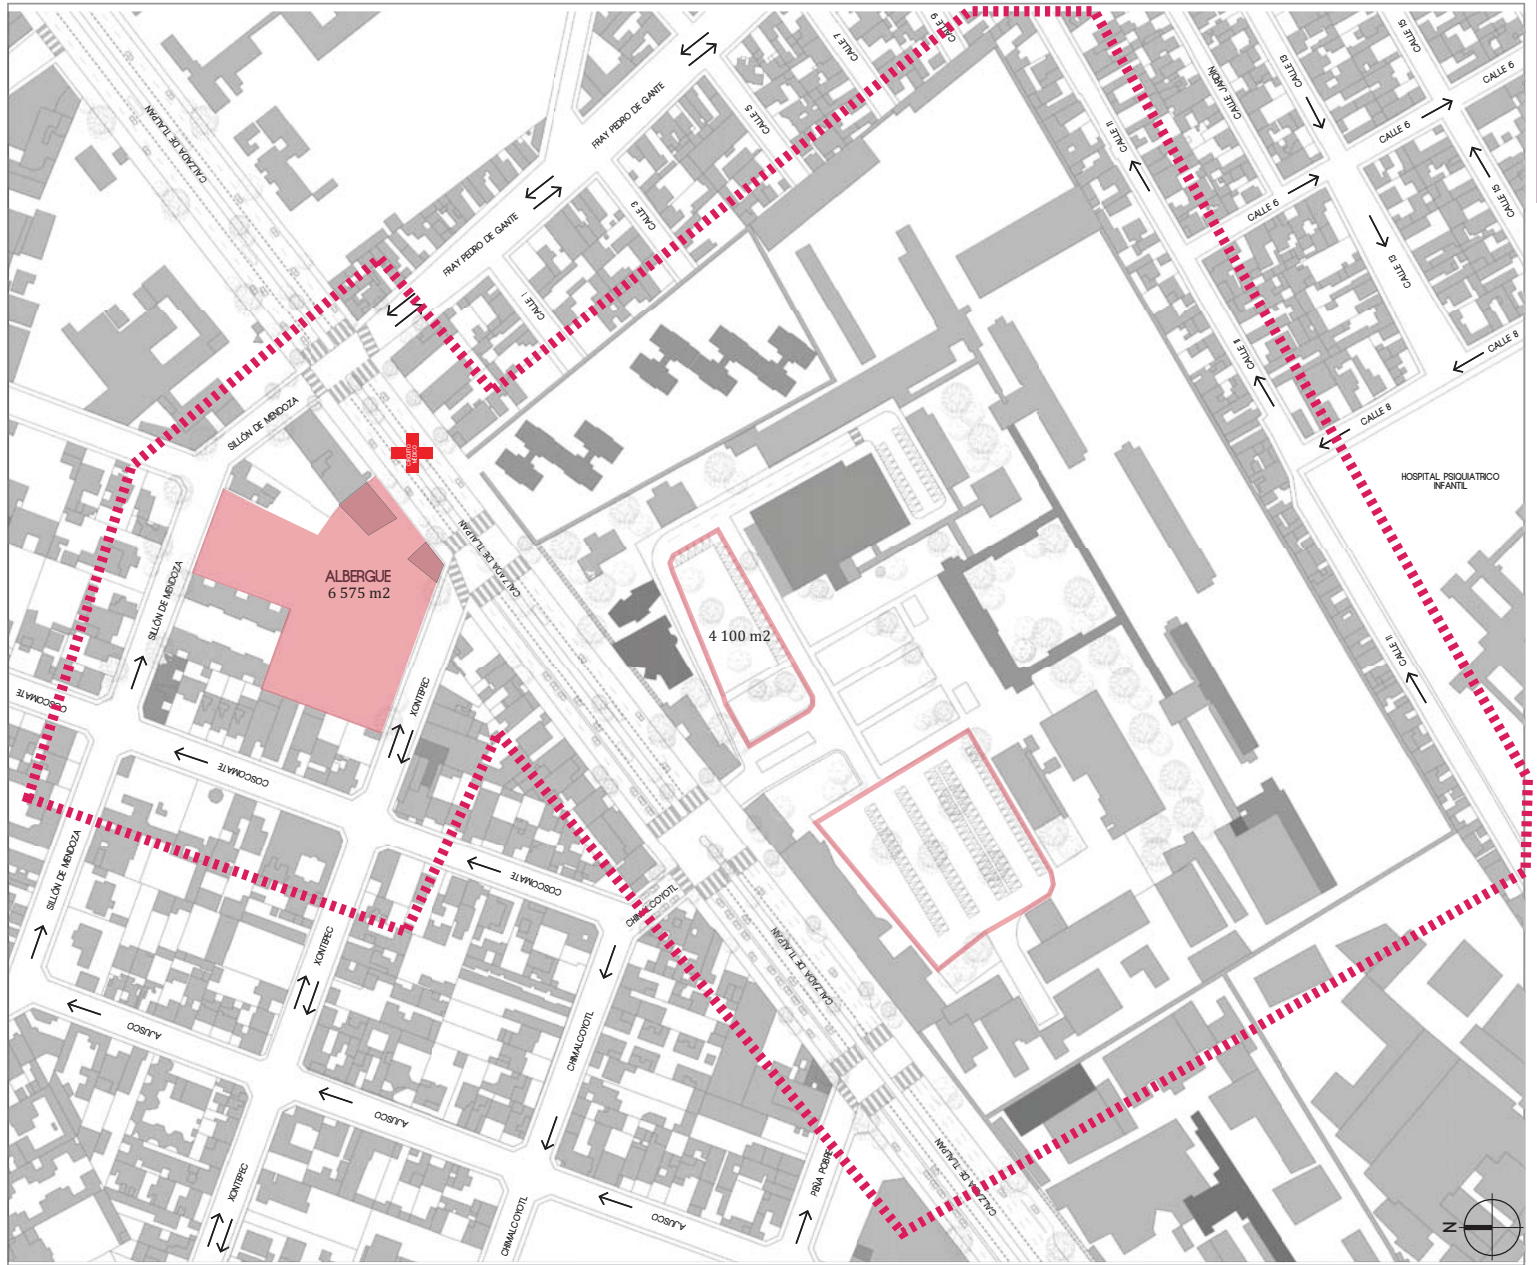 CALLE 9
CALLE 7
CALLE 15
CALLE 13
CALLE 6
CALLE JARDÍN
CALZADA DE TLALPAN
FRAY PEDRO DE GANTE
CALLE 5
CALLE 11
CALLE 6
CALLE 6
CALLE 15
CALLE 3
FRAY PEDRO DE GANTE
CALLE 13
CALLE 1
CALLE 11
CALLE 8
CALLE 8
SILLÓN DE MENDOZA
CIRCUITO
MÉDICO
HOSPITAL PSIQUIATRICO
INFANTIL
CALZADA DE TLALPAN
ALBERGUE
6 575 m2
SILLÓN DE MENDOZA
4 100 m2
CALLE 11
XONTEPEC
COSCOMATE
COSCOMATE
SILLÓN DE MENDOZA
COSCOMATE
CHIMALCOYOTL
XONTEPEC
CALZADA DE TLALPAN
AJUSCO
CHIMALCOYOTL
AJUSCO
XONTEPEC
PEÑA POBRE
CALZADA DE TLALPAN
CHIMALCOYOTL
AJUSCO
N